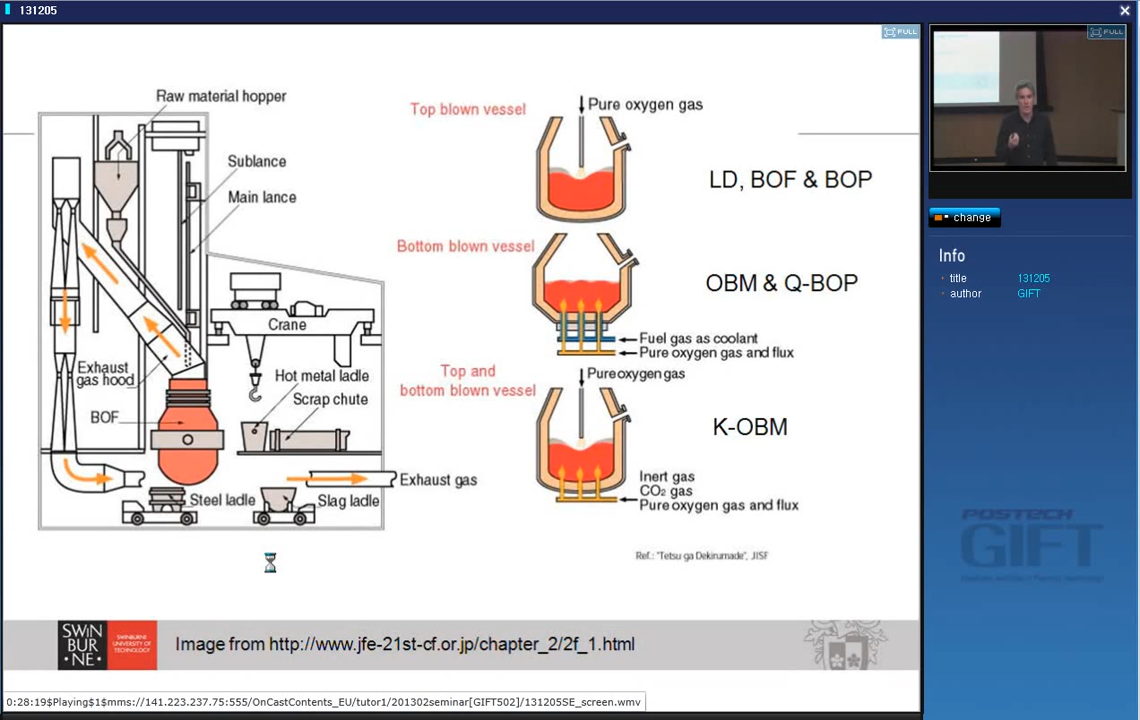 131205
FULL
FULL
Raw material hopper
Sublance
Main lance
Crane
Exhaust
gas hood
Hot metal ladle
Scrap chute
BOF
Exhaust gas
Steel ladle
Slag ladle
Top blown vessel
Pure oxygen gas
LD, BOF & BOP
Bottom blown vessel
OBM & Q-BOP
Fuel gas as coolant
Pure oxygen gas and flux
Top and
bottom blown vessel
Pure oxygen gas
K-OBM
Inert gas
CO₂ gas
Pure oxygen gas and flux
Ref.: "Tetsu ga Dekirumade", JISF
SWIN
BUR
•NE•
SWINBURNE
UNIVERSITY OF
TECHNOLOGY
Image from http://www.jfe-21st-cf.or.jp/chapter_2/2f_1.html
0:28:19$Playing$1$mms://141.223.237.75:555/OnCastContents_EU/tutor1/201302seminar[GIFT502]/131205SE_screen.wmv
change
Info
title 131205
author GIFT
POSTECH
GIFT